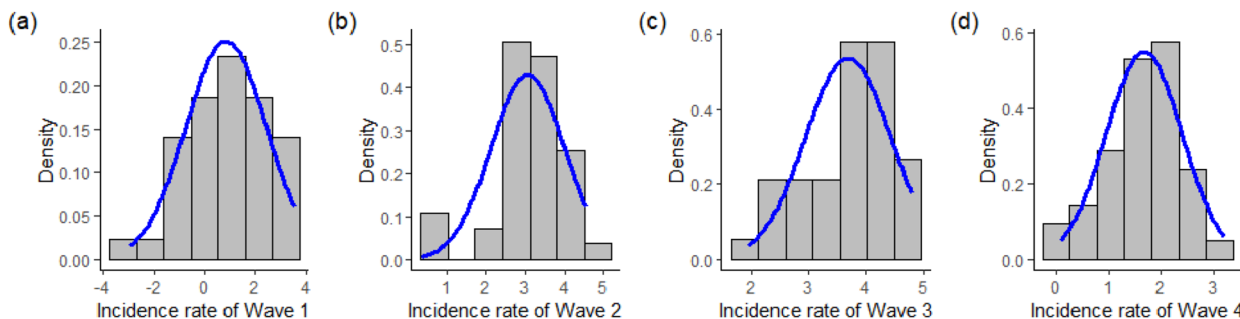 (a)
0.25
0.20
0.15
0.10
0.05
0.00
Density
-4 -2 0 2 4
Incidence rate of Wave 1
(b)
0.5
0.4
0.3
0.2
0.1
0.0
Density
1 2 3 4 5
Incidence rate of Wave 2
(c)
0.6
0.4
0.2
0.0
Density
2 3 4 5
Incidence rate of Wave 3
(d)
0.6
0.4
0.2
0.0
Density
0 1 2 3
Incidence rate of Wave 4